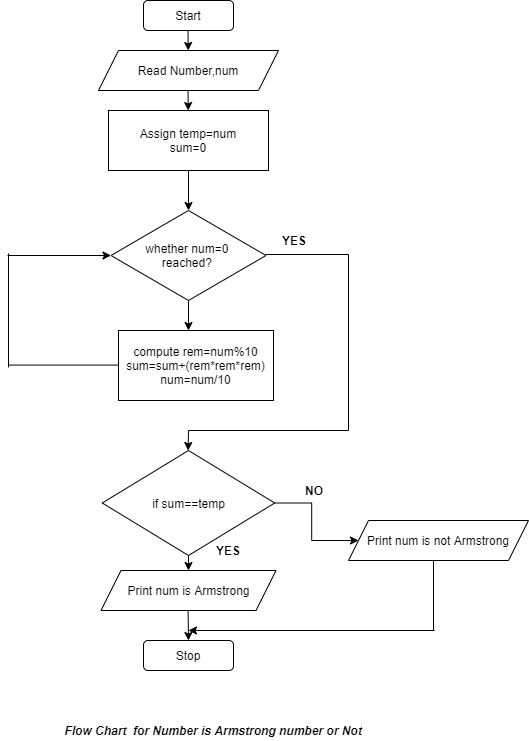 Start
Read Number,num
Assign temp=num
sum=0
whether num=0
reached?
YES
compute rem=num%10
sum=sum+(rem*rem*rem)
num=num/10
if sum==temp
NO
YES
Print num is not Armstrong
Print num is Armstrong
Stop
Flow Chart for Number is Armstrong number or Not